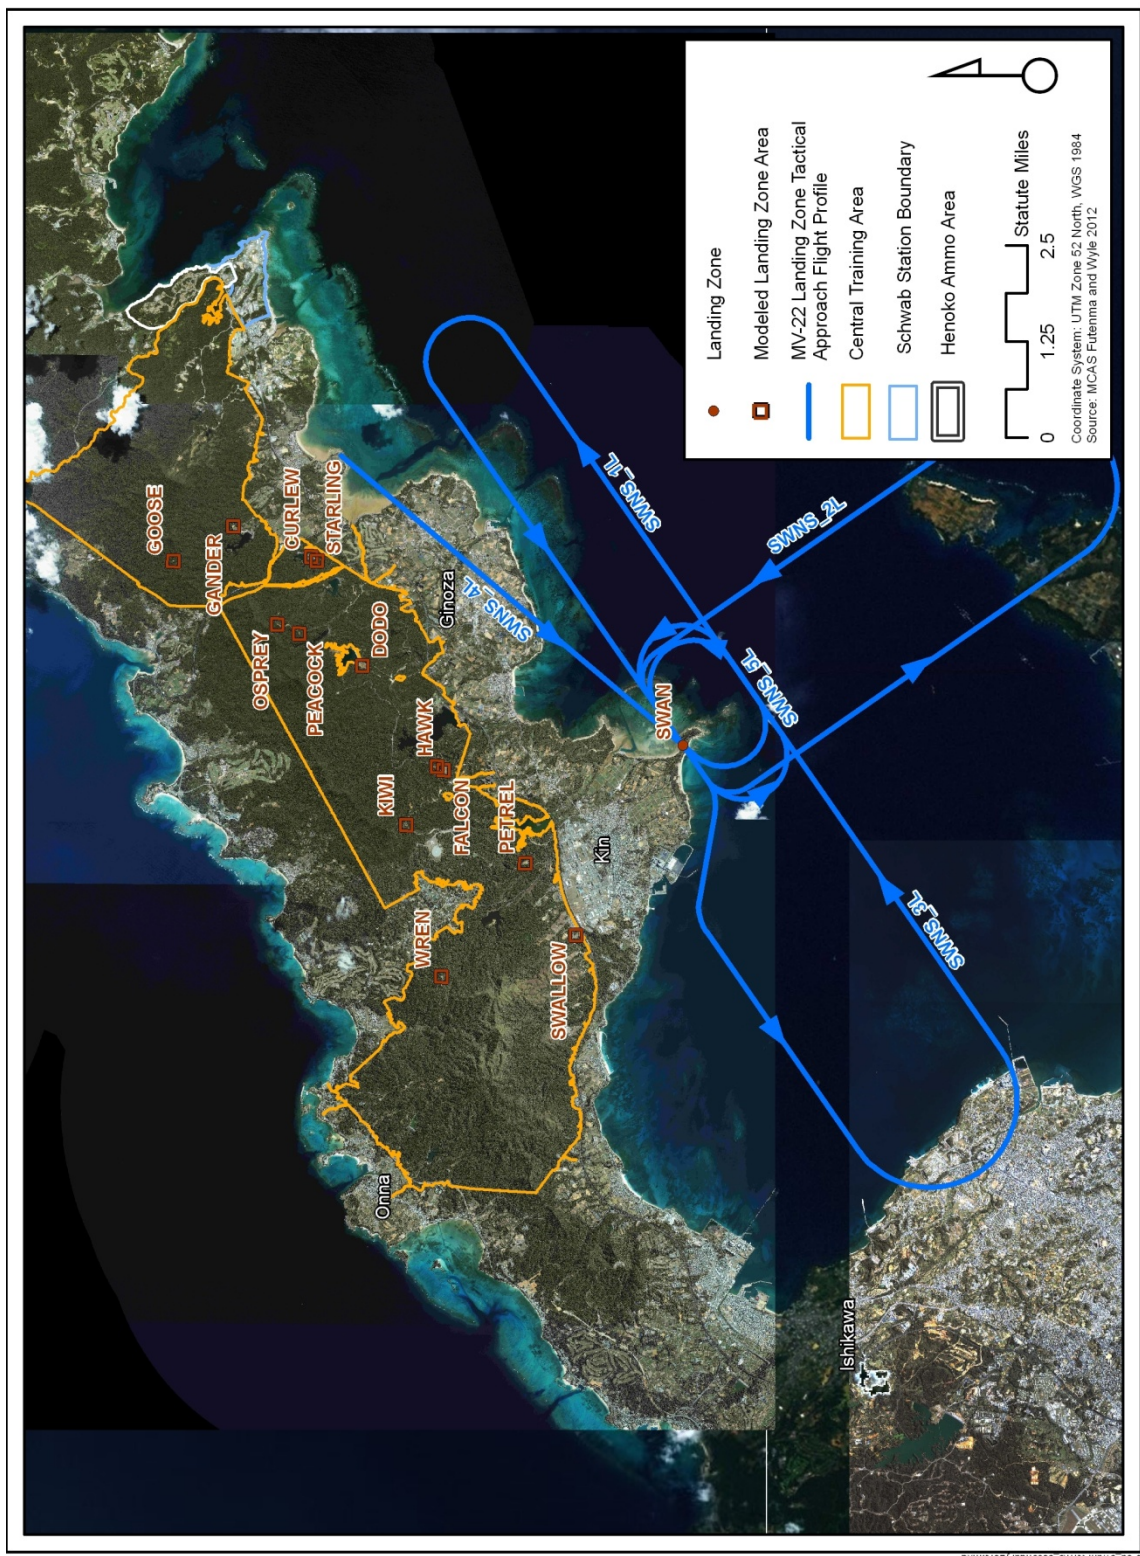 GOOSE
GANDER
CURLEW
STARLING
OSPREY
PEACOCK
DODO
KIWI
HAWK
FALCON
PETREL
WREN
SWALLOW
SWAN
Onna
Ginoza
Kin
Ishikawa
SWNS_4L
SWNS_1L
SWNS_2L
SWNS_5L
SWNS_3L
Landing Zone
Modeled Landing Zone Area
MV-22 Landing Zone Tactical
Approach Flight Profile
Central Training Area
Schwab Station Boundary
Henoko Ammo Area
Statute Miles
0 1.25 2.5
Coordinate System: UTM Zone 52 North, WGS 1984
Source: MCAS Futenma and Wyle 2012